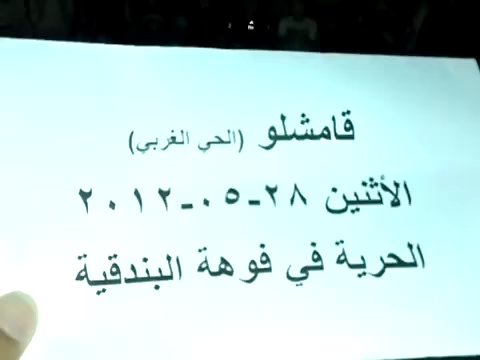 قامشلو (الحي الغربي)
الأثنين ٢٨-٠٥-٢٠١٢
الحرية في فوهة البندقية